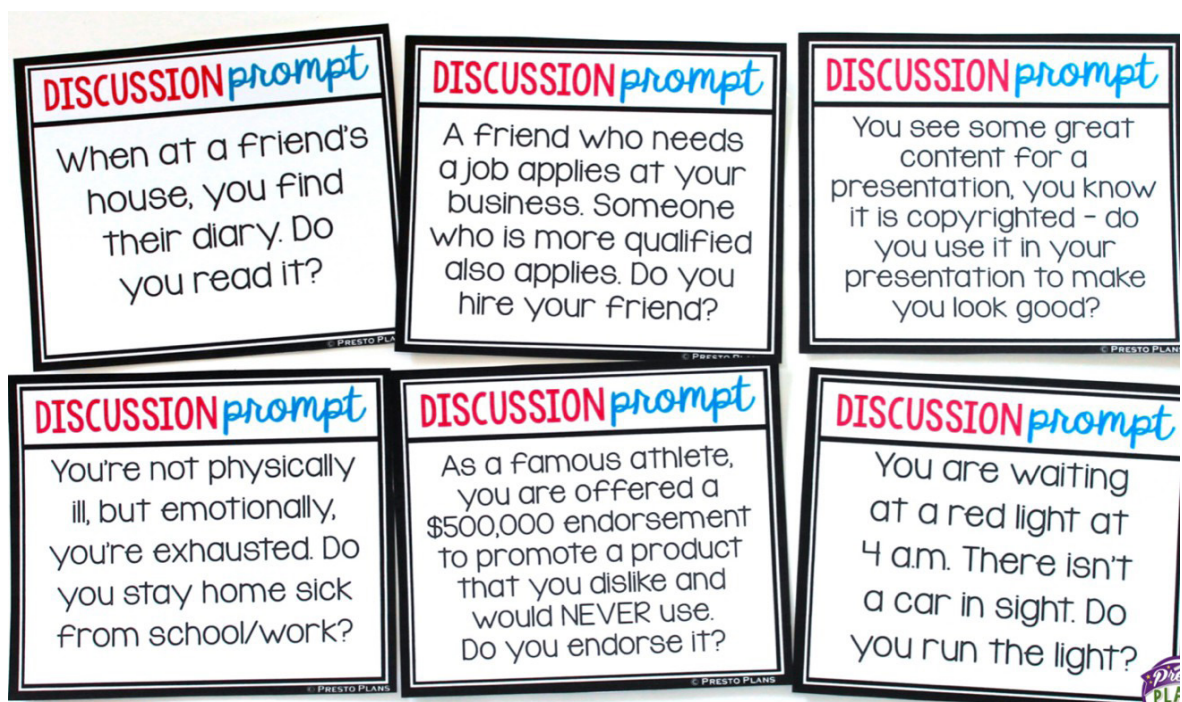 DISCUSSION prompt
When at a friend's
house, you find
their diary. Do
you read it?
© PRESTO PLA
DISCUSSION prompt
A friend who needs
a job applies at your
business. Someone
who is more qualified
also applies. Do you
hire your friend?
© PRESTO
DISCUSSION prompt
You see some great
content for a
presentation, you know
it is copyrighted - do
you use it in your
presentation to make
you look good?
© PRESTO PLANS
DISCUSSION prompt
You're not physically
ill, but emotionally,
you're exhausted. Do
you stay home sick
from school/work?
© PRESTO PLANS
DISCUSSION prompt
As a famous athlete,
you are offered a
$500,000 endorsement
to promote a product
that you dislike and
would NEVER use.
Do you endorse it?
© PRESTO PLANS
DISCUSSION prompt
You are waiting
at a red light at
4 a.m. There isn't
a car in sight. Do
you run the light?
Pre
PLA